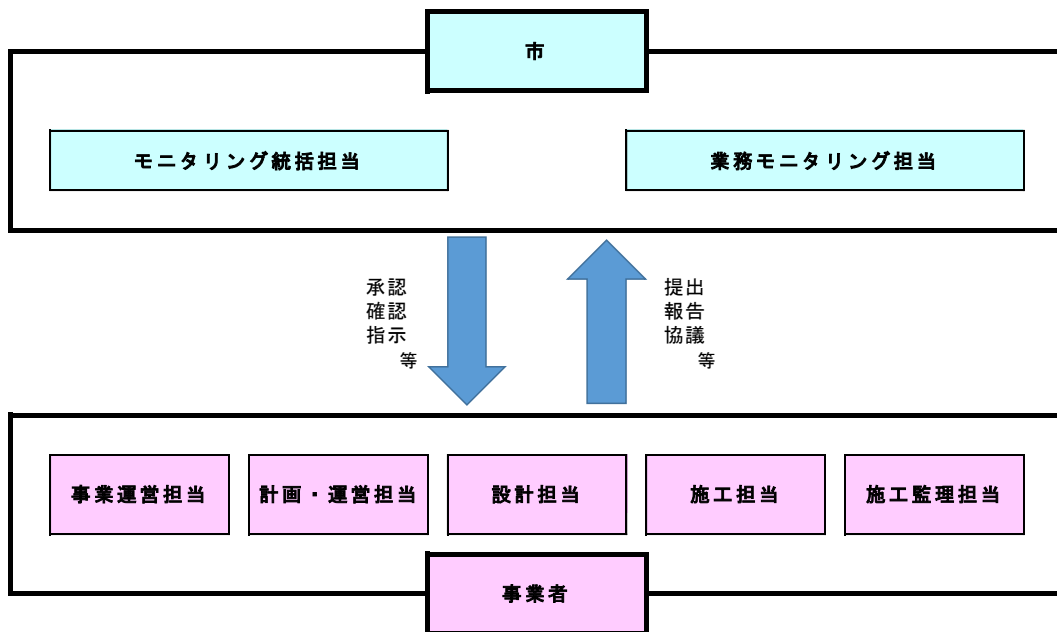 市
モニタリング統括担当
業務モニタリング担当
承認
確認
指示
等
提出
報告
協議
等
事業運営担当
計画・運営担当
設計担当
施工担当
施工監理担当
事業者